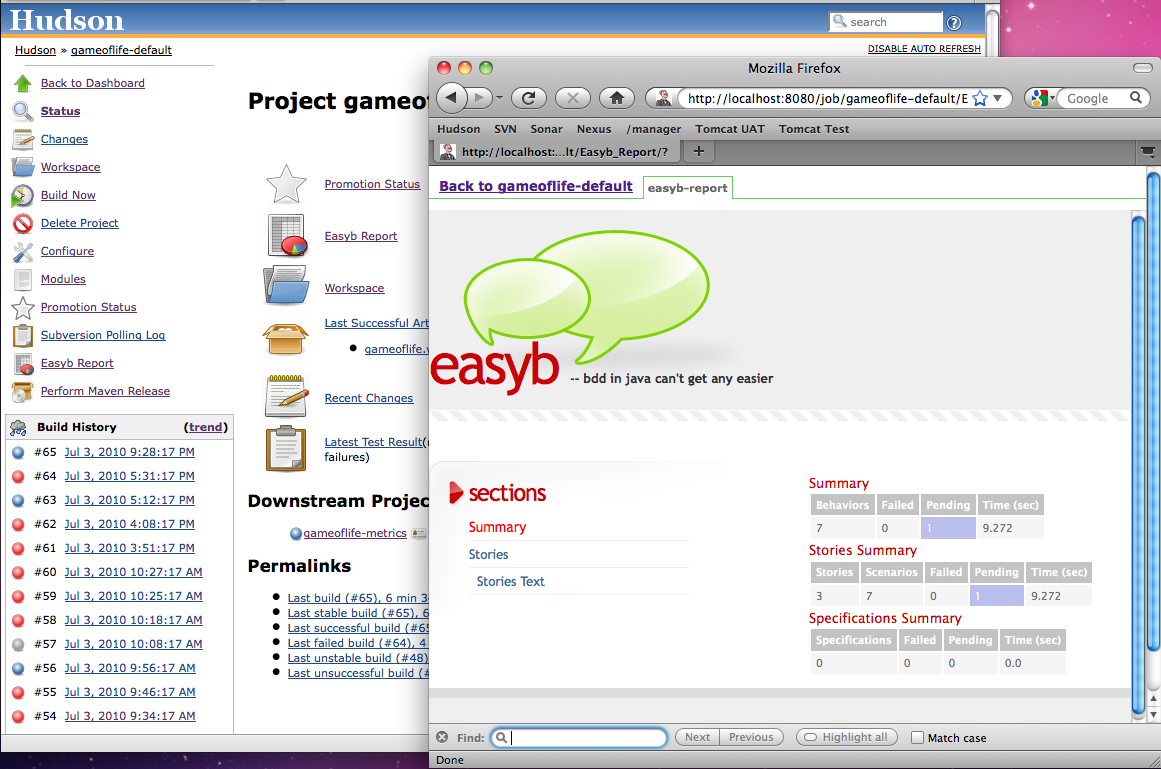 Hudson
search
Hudson » gameoflife-default
DISABLE AUTO REFRESH
Back to Dashboard
Status
Changes
Workspace
Build Now
Delete Project
Configure
Modules
Promotion Status
Subversion Polling Log
Easyb Report
Perform Maven Release
Build History (trend)
#65 Jul 3, 2010 9:28:17 PM
#64 Jul 3, 2010 5:31:17 PM
#63 Jul 3, 2010 5:12:17 PM
#62 Jul 3, 2010 4:08:17 PM
#61 Jul 3, 2010 3:51:17 PM
#60 Jul 3, 2010 10:27:17 AM
#59 Jul 3, 2010 10:25:17 AM
#58 Jul 3, 2010 10:18:17 AM
#57 Jul 3, 2010 10:08:17 AM
#56 Jul 3, 2010 9:56:17 AM
#55 Jul 3, 2010 9:46:17 AM
#54 Jul 3, 2010 9:34:17 AM
Project gameof
Promotion Status
Easyb Report
Workspace
Last Successful Art
gameoflife.w
Recent Changes
Latest Test Result(
failures)
Downstream Projec
gameoflife-metrics
Permalinks
Last build (#65), 6 min 3
Last stable build (#65), 6
Last successful build (#65
Last failed build (#64), 4
Last unstable build (#48)
Last unsuccessful build (#
Mozilla Firefox
http://localhost:8080/job/gameoflife-default/E
Google
Hudson SVN Sonar Nexus /manager Tomcat UAT Tomcat Test
http://localhost:...lt/Easyb_Report/?
Back to gameoflife-default
easyb-report
easyb -- bdd in java can't get any easier
sections
Summary
Stories
Stories Text
Summary
Behaviors Failed Pending Time (sec)
7 0 1 9.272
Stories Summary
Stories Scenarios Failed Pending Time (sec)
3 7 0 1 9.272
Specifications Summary
Specifications Failed Pending Time (sec)
0 0 0 0.0
Find: Next Previous Highlight all Match case
Done